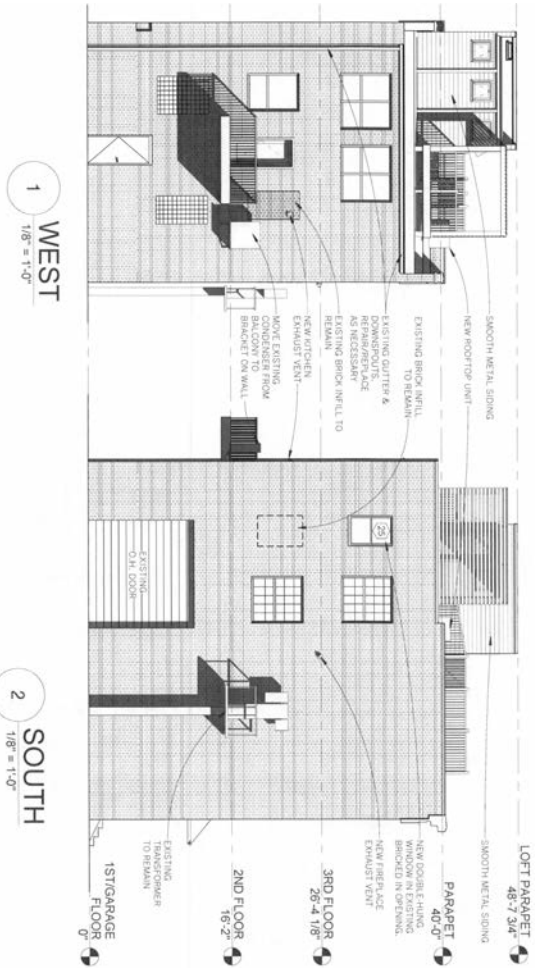 SMOOTH METAL SIDING
NEW ROOFTOP UNIT
EXISTING BRICK INFILL
TO REMAIN
EXISTING GUTTER &
DOWNSPOUTS.
REPAIR/REPLACE
AS NECESSARY
EXISTING BRICK INFILL TO
REMAIN
NEW KITCHEN
EXHAUST VENT
MOVE EXISTING
CONDENSER FROM
BALCONY TO
BRACKET ON WALL
1
WEST
1/8" = 1'-0"
SMOOTH METAL SIDING
NEW DOUBLE-HUNG
WINDOW IN EXISTING
BRICKED IN OPENING.
25
NEW FIREPLACE
EXHAUST VENT
EXISTING
O.H. DOOR
EXISTING
TRANSFORMER
TO REMAIN
2
SOUTH
1/8" = 1'-0"
LOFT PARAPET
48'-7 3/4"
PARAPET
40'-0"
3RD FLOOR
26'-4 1/8"
2ND FLOOR
16'-2"
1ST/GARAGE
FLOOR
0"